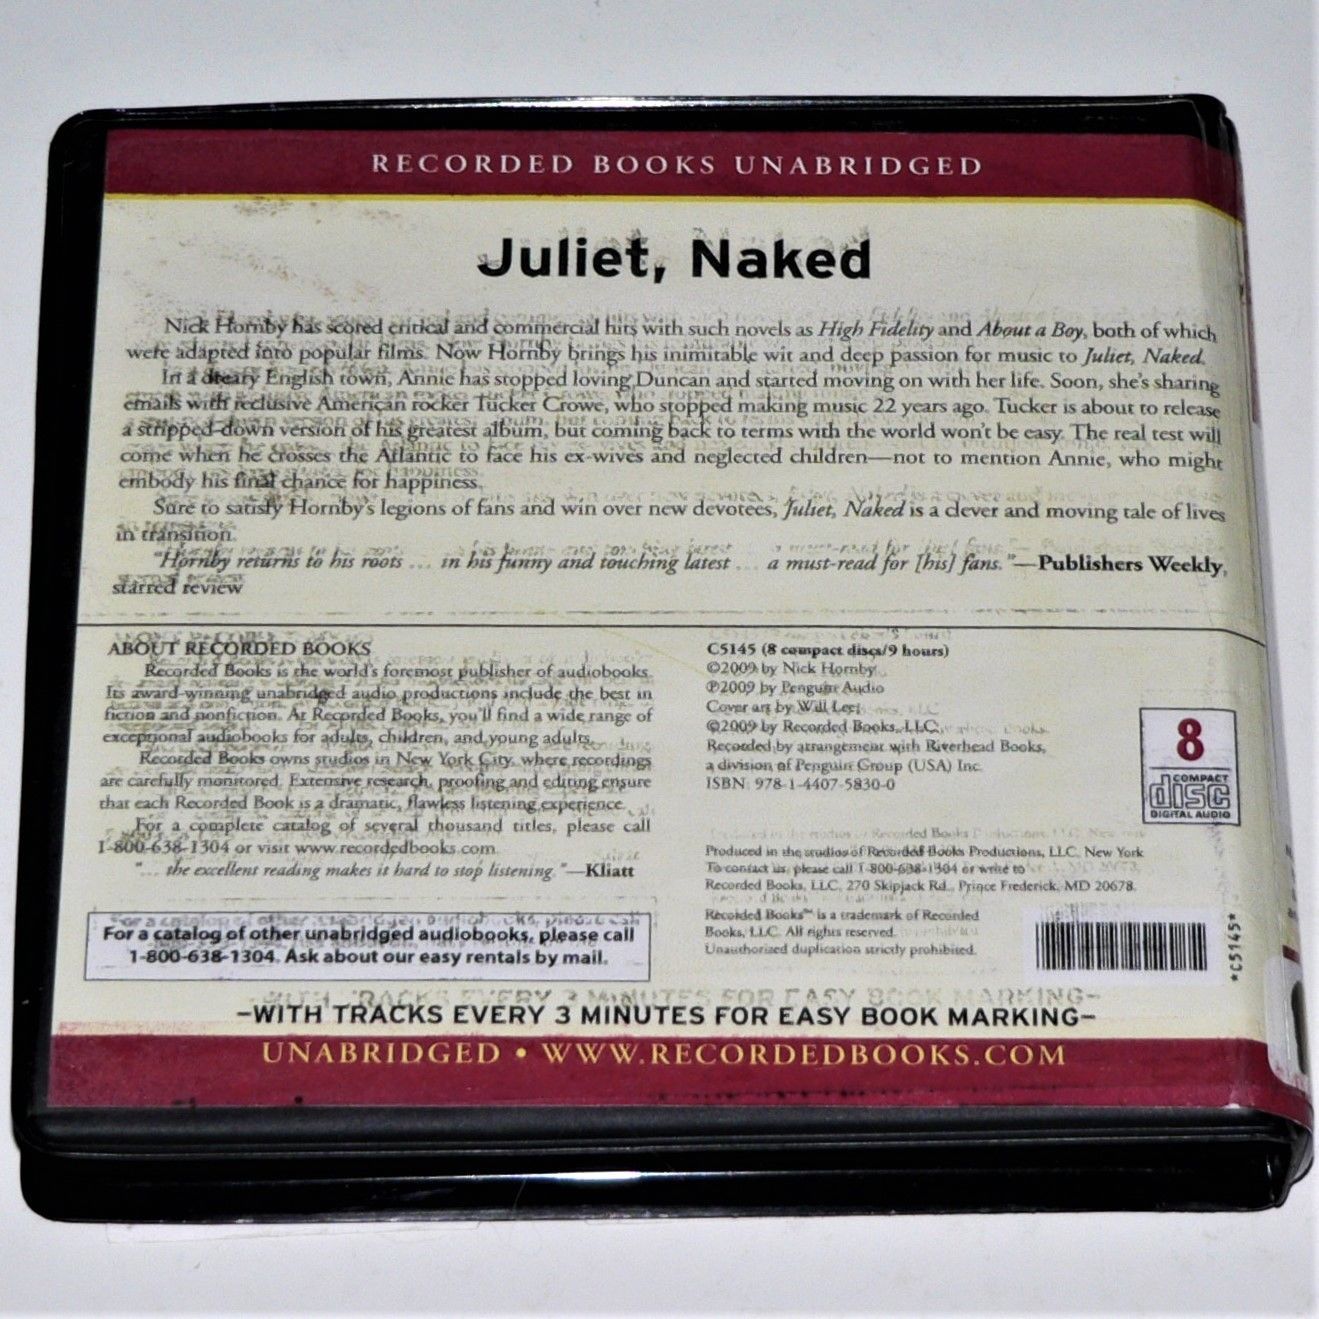 RECORDED BOOKS UNABRIDGED
Juliet, Naked
Nick Hornby has scored critical and commercial hits with such novels as High Fidelity and About a Boy, both of which
were adapted into popular films. Now Hornby brings his inimitable wit and deep passion for music to Juliet, Naked.
In a dreary English town, Annie has stopped loving Duncan and started moving on with her life. Soon, she's sharing
emails with reclusive American rocker Tucker Crowe, who stopped making music 22 years ago. Tucker is about to release
a stripped-down version of his greatest album, but coming back to terms with the world won't be easy. The real test will
come when he crosses the Atlantic to face his ex-wives and neglected children—not to mention Annie, who might
embody his final chance for happiness.
Sure to satisfy Hornby's legions of fans and win over new devotees, Juliet, Naked is a clever and moving tale of lives
in transition.
"Hornby returns to his roots ... in his funny and touching latest ... a must-read for [his] fans."—Publishers Weekly,
starred review
ABOUT RECORDED BOOKS
Recorded Books is the world's foremost publisher of audiobooks.
Its award-winning unabridged audio productions include the best in
fiction and nonfiction. At Recorded Books, you'll find a wide range of
exceptional audiobooks for adults, children, and young adults.
Recorded Books owns studios in New York City, where recordings
are carefully monitored. Extensive research, proofing and editing ensure
that each Recorded Book is a dramatic, flawless listening experience.
For a complete catalog of several thousand titles, please call
1-800-638-1304 or visit www.recordedbooks.com.
"... the excellent reading makes it hard to stop listening."—Kliatt
For a catalog of other unabridged audiobooks, please call
1-800-638-1304. Ask about our easy rentals by mail.
C5145 (8 compact discs/9 hours)
©2009 by Nick Hornby
℗2009 by Penguin Audio
Cover art by Will Lee
©2009 by Recorded Books, LLC.
Recorded by arrangement with Riverhead Books,
a division of Penguin Group (USA) Inc.
ISBN: 978-1-4407-5830-0
8
COMPACT
disc
DIGITAL AUDIO
Produced in the studios of Recorded Books Productions, LLC, New York
To contact us, please call 1-800-638-1304 or write to
Recorded Books, LLC, 270 Skipjack Rd., Prince Frederick, MD 20678.
Recorded Books™ is a trademark of Recorded
Books, LLC. All rights reserved.
Unauthorized duplication strictly prohibited.
*C5145*
–WITH TRACKS EVERY 3 MINUTES FOR EASY BOOK MARKING–
UNABRIDGED • WWW.RECORDEDBOOKS.COM